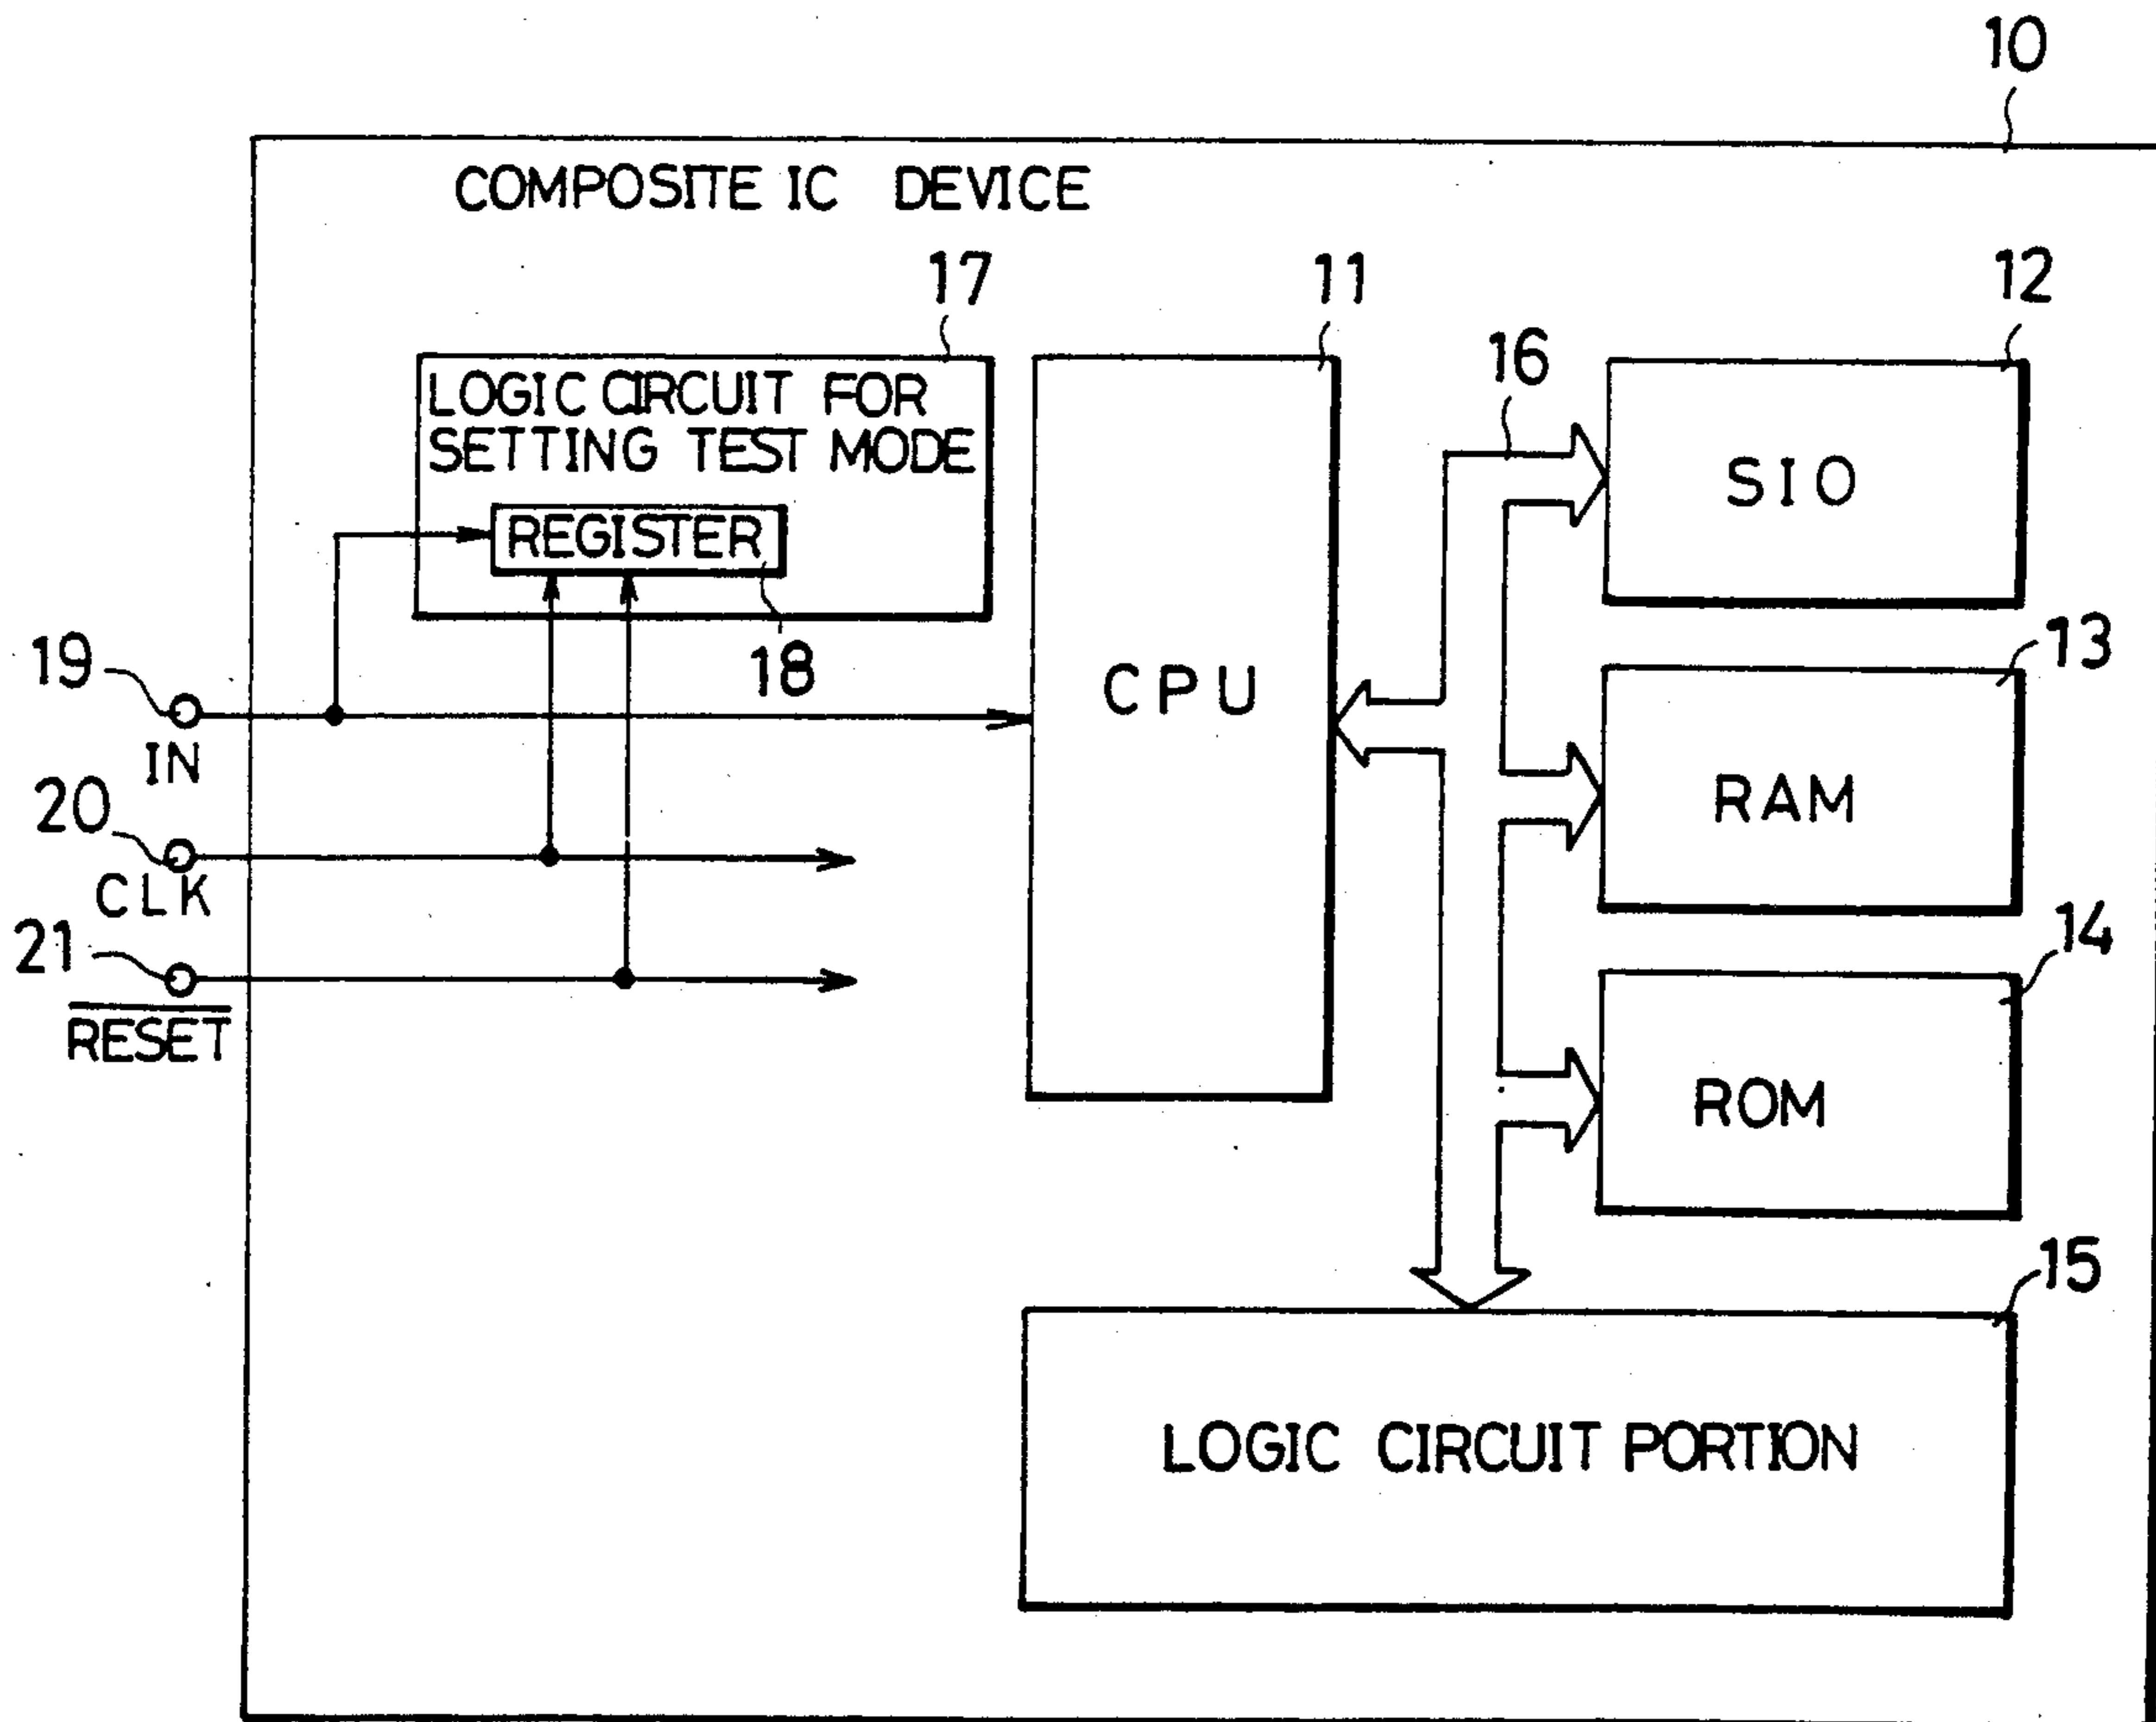 10
COMPOSITE IC DEVICE
17
11
12
16
LOGIC CIRCUIT FOR
SETTING TEST MODE
REGISTER
18
SIO
19
IN
CPU
13
RAM
20
CLK
21
RESET
14
ROM
15
LOGIC CIRCUIT PORTION